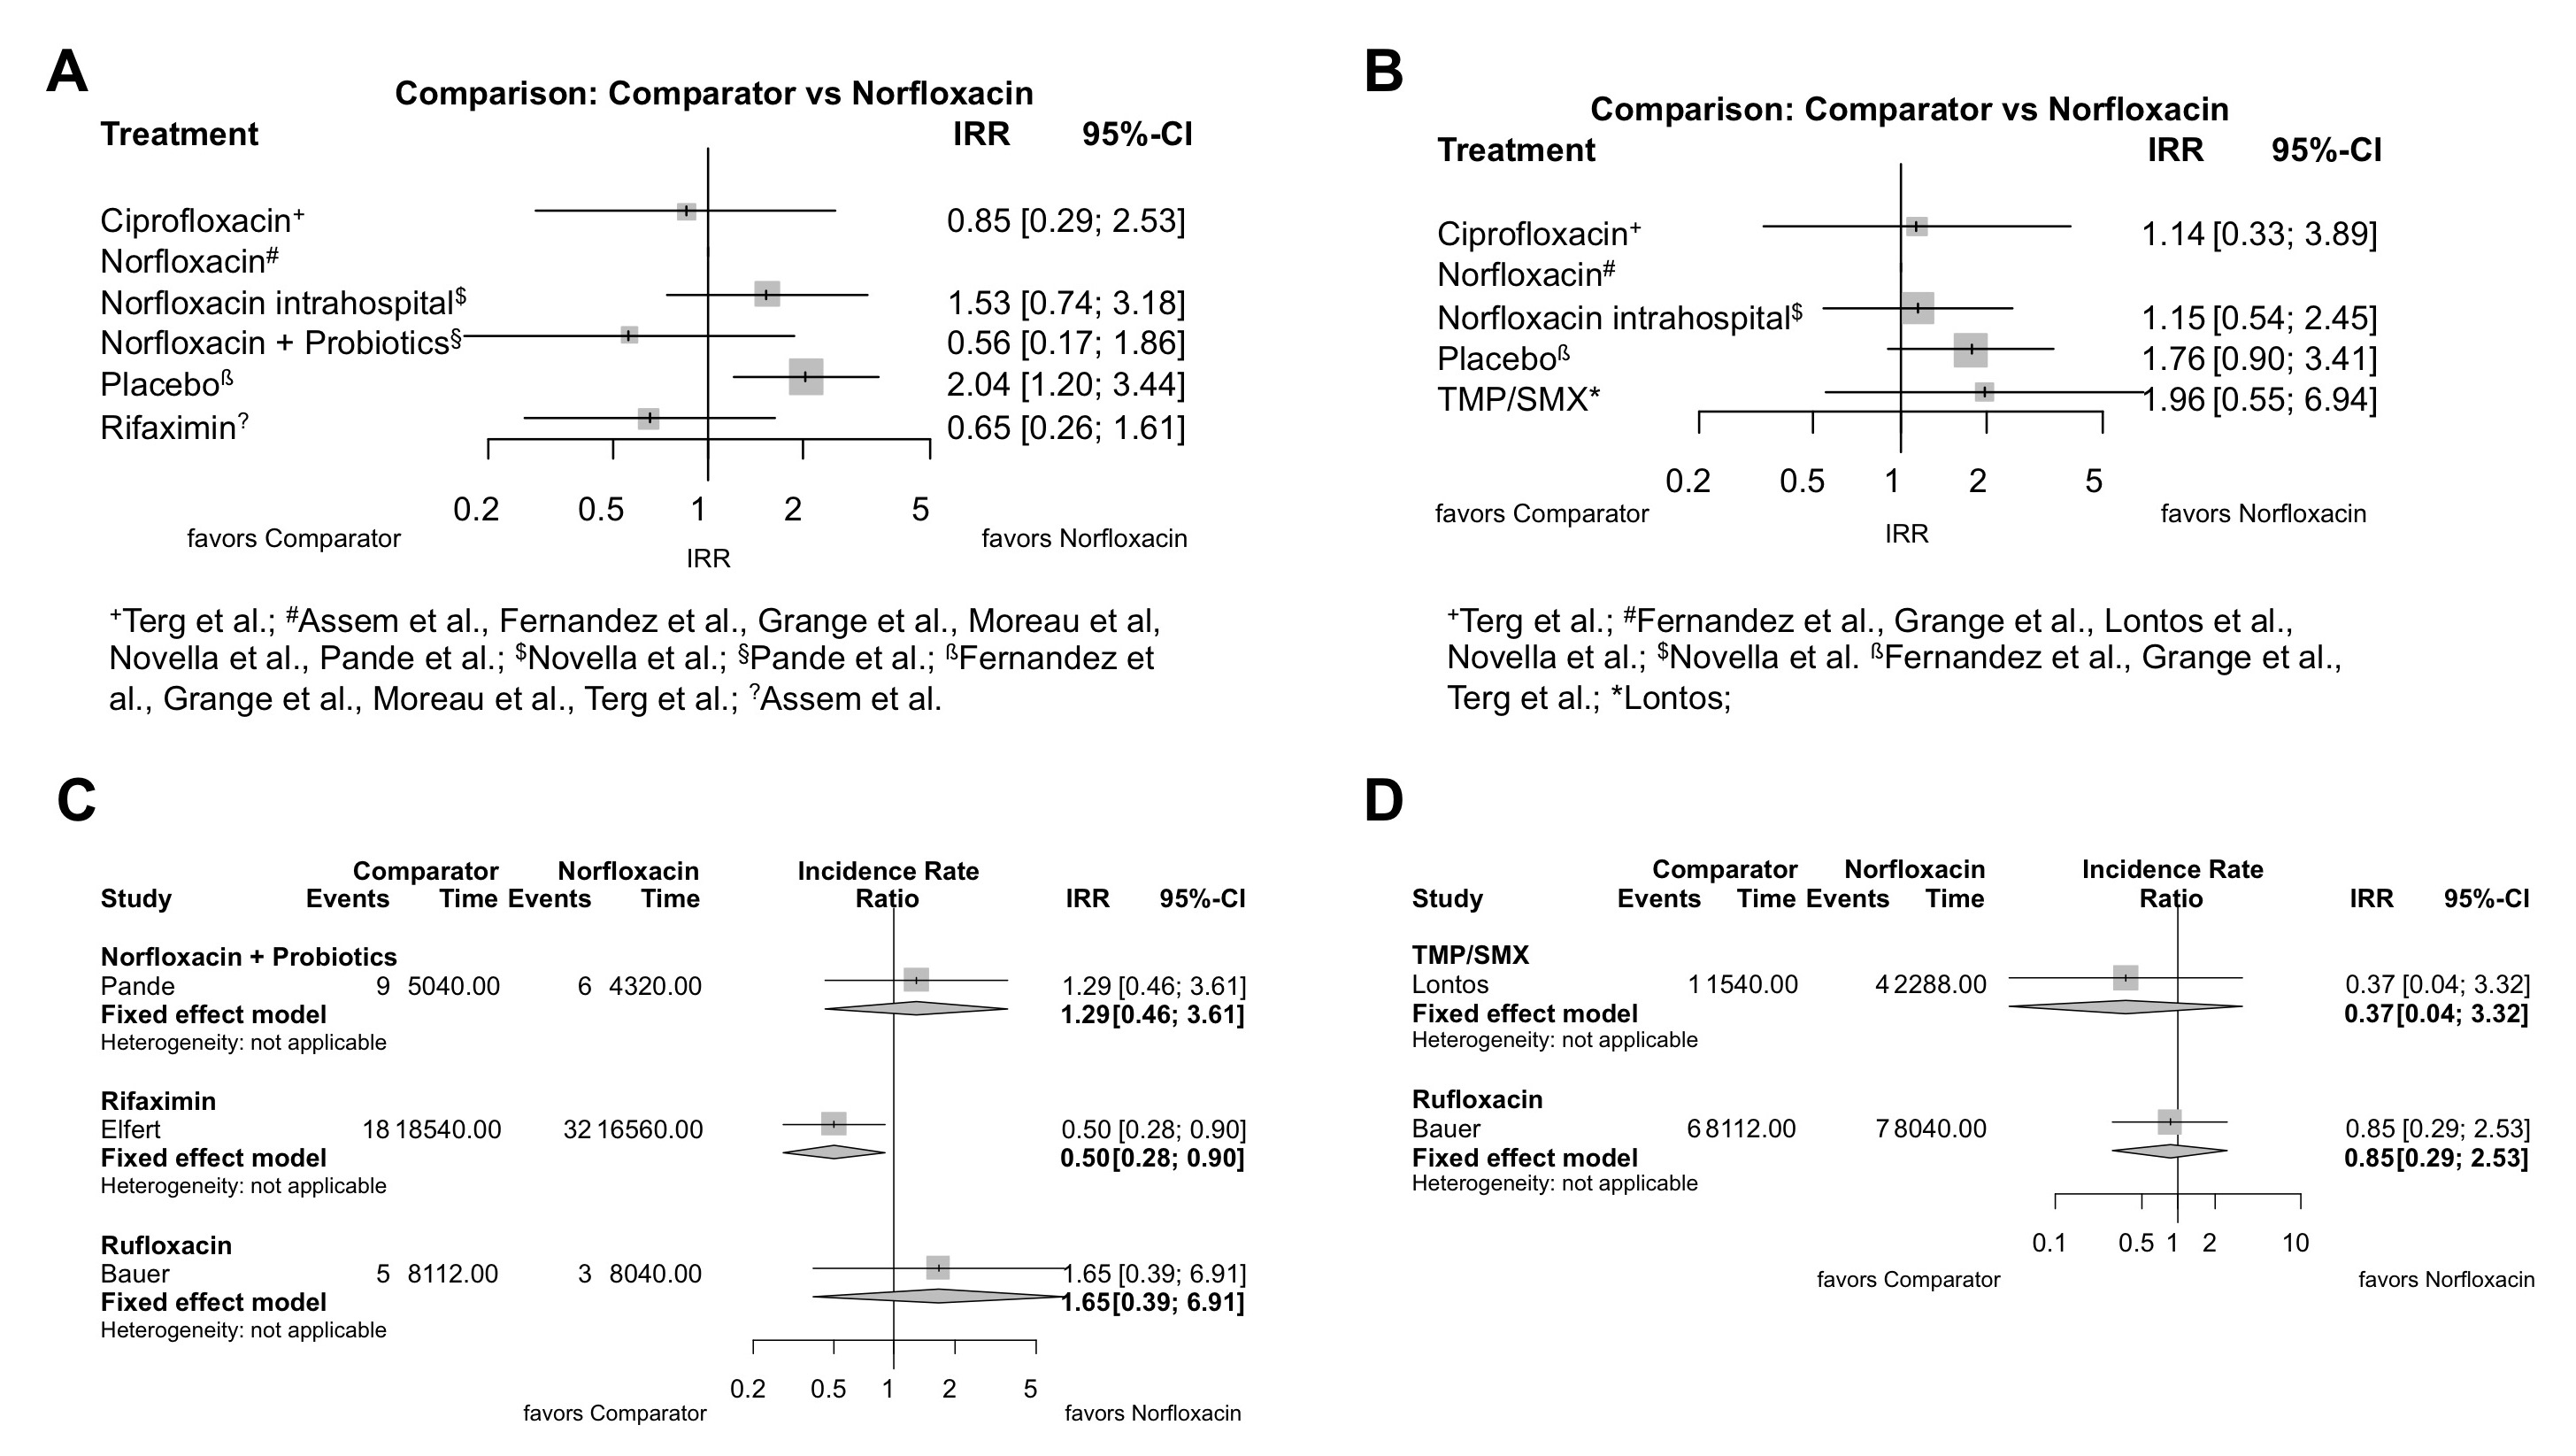 A
Comparison: Comparator vs Norfloxacin
Treatment IRR 95%-CI
Ciprofloxacin+ 0.85 [0.29; 2.53]
Norfloxacin#
Norfloxacin intrahospital$ 1.53 [0.74; 3.18]
Norfloxacin + Probiotics§ 0.56 [0.17; 1.86]
Placeboß 2.04 [1.20; 3.44]
Rifaximin? 0.65 [0.26; 1.61]
0.2 0.5 1 2 5
favors Comparator favors Norfloxacin
IRR
+Terg et al.; #Assem et al., Fernandez et al., Grange et al., Moreau et al,
Novella et al., Pande et al.; $Novella et al.; §Pande et al.; ßFernandez et
al., Grange et al., Moreau et al., Terg et al.; ?Assem et al.
B
Comparison: Comparator vs Norfloxacin
Treatment IRR 95%-CI
Ciprofloxacin+ 1.14 [0.33; 3.89]
Norfloxacin#
Norfloxacin intrahospital$ 1.15 [0.54; 2.45]
Placeboß 1.76 [0.90; 3.41]
TMP/SMX* 1.96 [0.55; 6.94]
0.2 0.5 1 2 5
favors Comparator favors Norfloxacin
IRR
+Terg et al.; #Fernandez et al., Grange et al., Lontos et al.,
Novella et al.; $Novella et al. ßFernandez et al., Grange et al.,
Terg et al.; *Lontos;
C
Comparator Norfloxacin Incidence Rate
Study Events Time Events Time Ratio IRR 95%-CI
Norfloxacin + Probiotics
Pande 9 5040.00 6 4320.00 1.29 [0.46; 3.61]
Fixed effect model 1.29 [0.46; 3.61]
Heterogeneity: not applicable
Rifaximin
Elfert 18 18540.00 32 16560.00 0.50 [0.28; 0.90]
Fixed effect model 0.50 [0.28; 0.90]
Heterogeneity: not applicable
Rufloxacin
Bauer 5 8112.00 3 8040.00 1.65 [0.39; 6.91]
Fixed effect model 1.65 [0.39; 6.91]
Heterogeneity: not applicable
0.2 0.5 1 2 5
favors Comparator favors Norfloxacin
D
Comparator Norfloxacin Incidence Rate
Study Events Time Events Time Ratio IRR 95%-CI
TMP/SMX
Lontos 1 1540.00 4 2288.00 0.37 [0.04; 3.32]
Fixed effect model 0.37 [0.04; 3.32]
Heterogeneity: not applicable
Rufloxacin
Bauer 6 8112.00 7 8040.00 0.85 [0.29; 2.53]
Fixed effect model 0.85 [0.29; 2.53]
Heterogeneity: not applicable
0.1 0.5 1 2 10
favors Comparator favors Norfloxacin